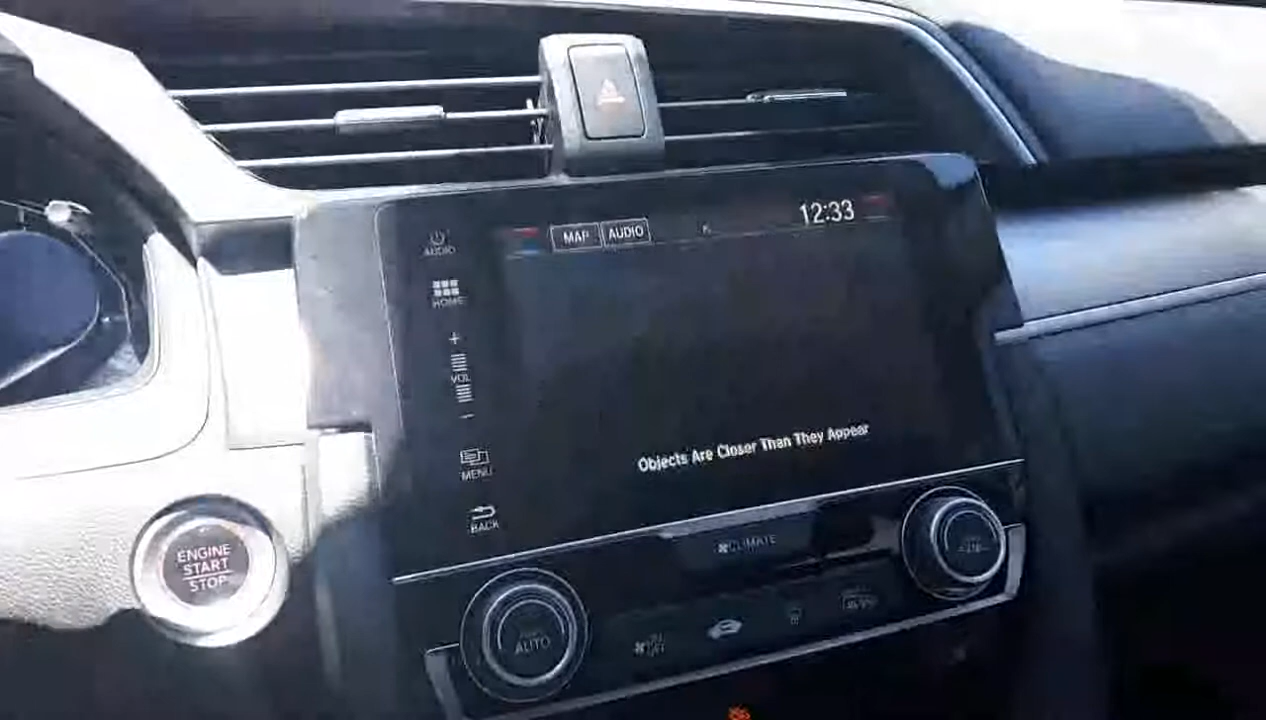 12:33
MAP AUDIO
AUDIO
HOME
+
VOL
-
MENU
BACK
Objects Are Closer Than They Appear
ENGINE
START
STOP
CLIMATE
AUTO